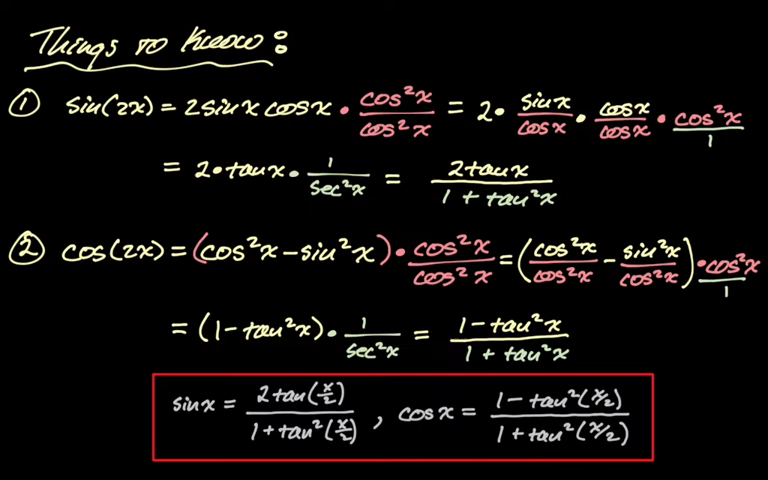 Things to Know:
① sin(2x) = 2sinx cosx • cos²x/cos²x = 2 • sinx/cosx • cosx/cosx • cos²x/1
= 2 • tanx • 1/sec²x = 2tanx/1 + tan²x
② cos(2x) = (cos²x - sin²x) • cos²x/cos²x = (cos²x/cos²x - sin²x/cos²x) • cos²x/1
= (1 - tan²x) • 1/sec²x = 1 - tan²x/1 + tan²x
sinx = 2tan(x/2)/1 + tan²(x/2) , cosx = 1 - tan²(x/2)/1 + tan²(x/2)